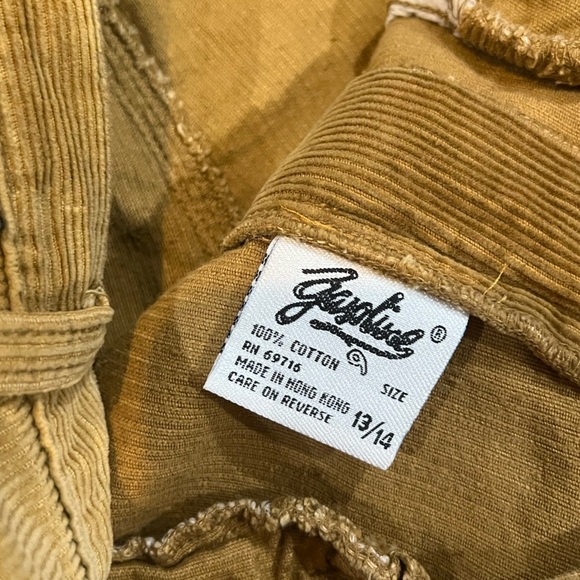 Gasoline ®
100% COTTON
RN 69716
MADE IN HONG KONG
CARE ON REVERSE
SIZE
13/14